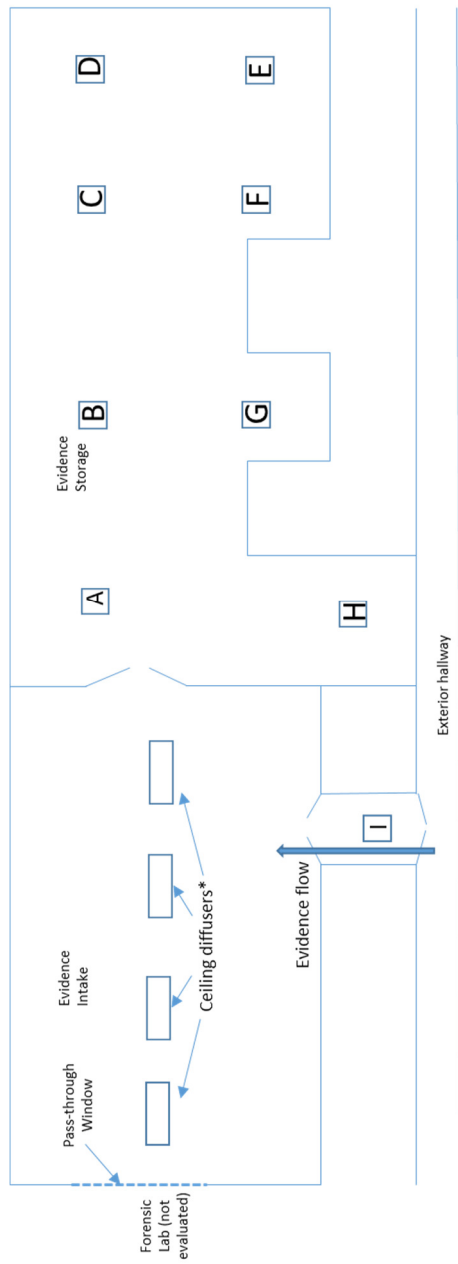 Forensic
Lab (not
evaluated)
Pass-through
Window
Evidence
Intake
Ceiling diffusers*
Evidence flow
Evidence
Storage
A
B
C
D
E
F
G
H
I
Exterior hallway